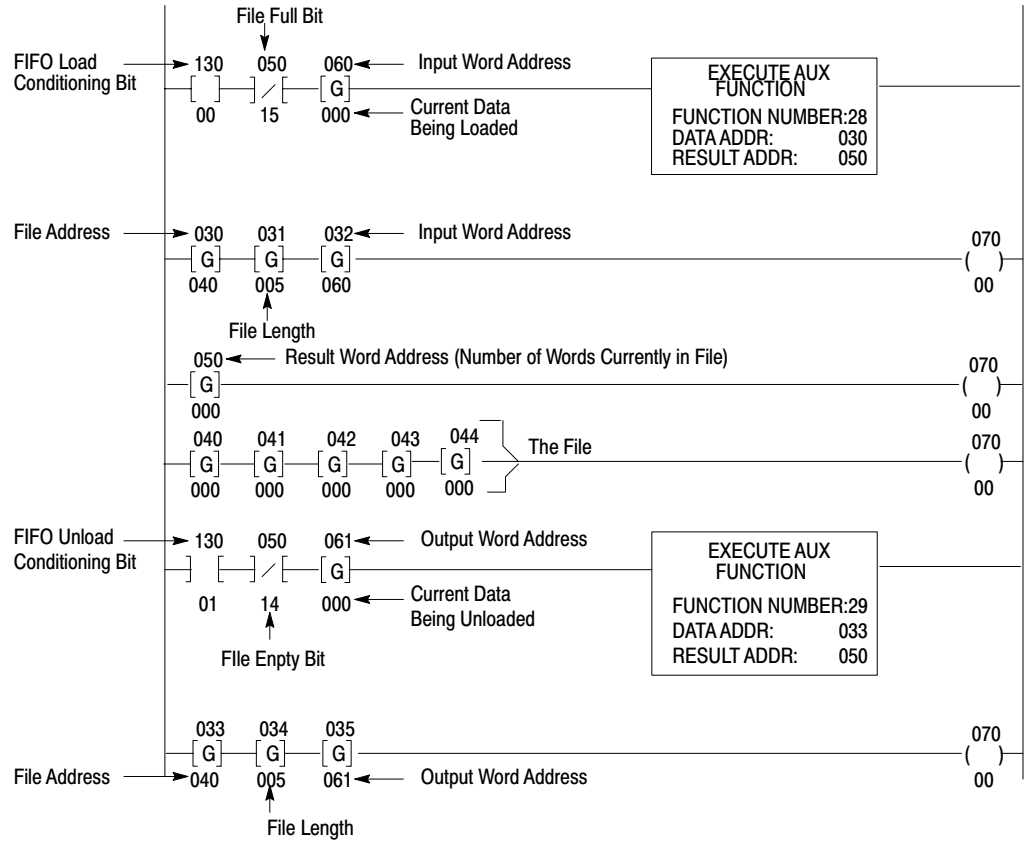 File Full Bit
FIFO Load
Conditioning Bit
130 050 060 Input Word Address
] [ ] / [ [ G ]
00 15 000 Current Data
Being Loaded
EXECUTE AUX
FUNCTION
FUNCTION NUMBER:28
DATA ADDR: 030
RESULT ADDR: 050
File Address 030 031 032 Input Word Address 070
[ G ] [ G ] [ G ] ( )
040 005 060 00
File Length
050 Result Word Address (Number of Words Currently in File) 070
[ G ] ( )
000 00
040 041 042 043 044 The File 070
[ G ] [ G ] [ G ] [ G ] [ G ] ( )
000 000 000 000 000 00
FIFO Unload
Conditioning Bit
130 050 061 Output Word Address
] [ ] / [ [ G ]
01 14 000 Current Data
Being Unloaded
FIle Enpty Bit
EXECUTE AUX
FUNCTION
FUNCTION NUMBER:29
DATA ADDR: 033
RESULT ADDR: 050
033 034 035 070
[ G ] [ G ] [ G ] ( )
File Address 040 005 061 Output Word Address 00
File Length